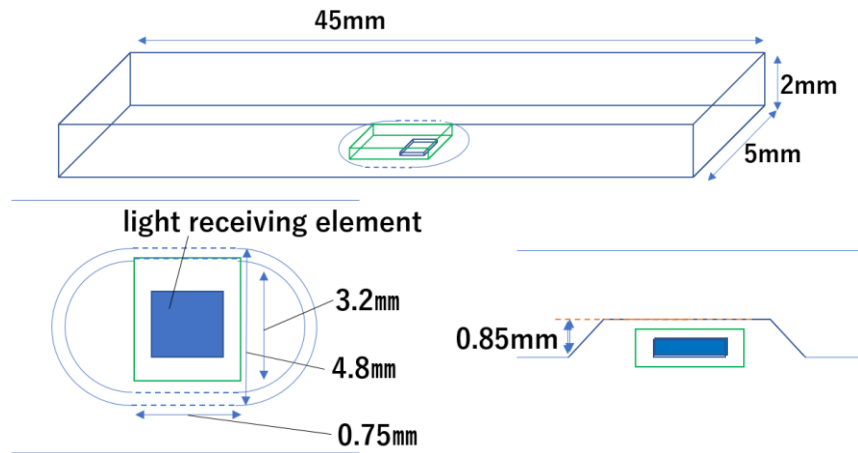 45mm
2mm
5mm
light receiving element
3.2㎜
4.8㎜
0.75㎜
0.85mm